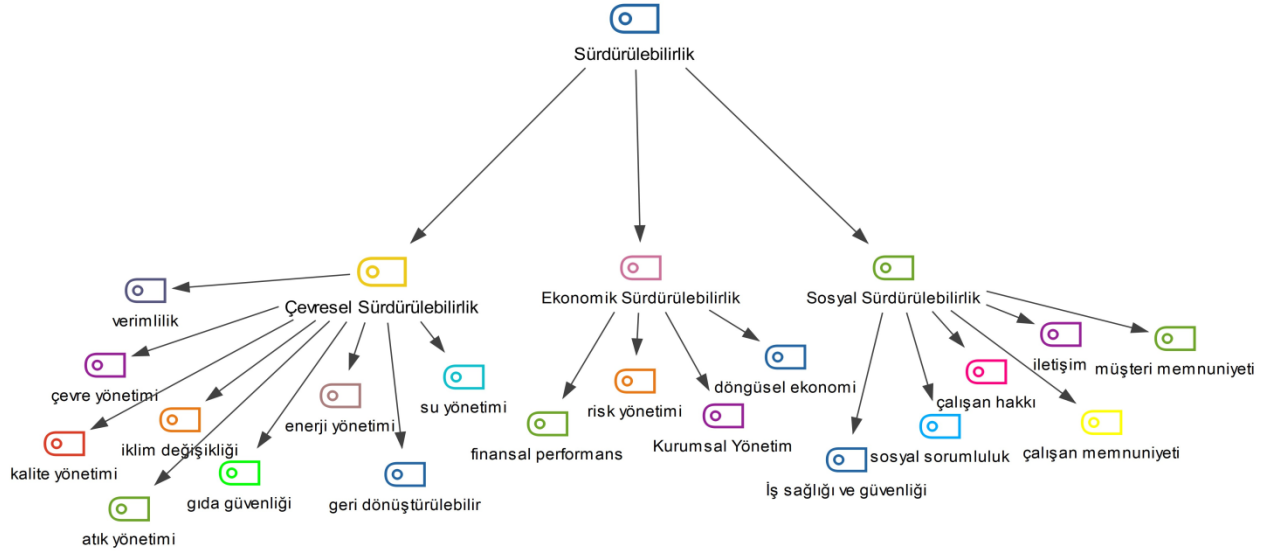 Sürdürülebilirlik
Çevresel Sürdürülebilirlik
Ekonomik Sürdürülebilirlik
Sosyal Sürdürülebilirlik
verimlilik
çevre yönetimi
kalite yönetimi
iklim değişikliği
atık yönetimi
gıda güvenliği
enerji yönetimi
geri dönüştürülebilir
su yönetimi
finansal performans
risk yönetimi
Kurumsal Yönetim
döngüsel ekonomi
İş sağlığı ve güvenliği
sosyal sorumluluk
çalışan hakkı
çalışan memnuniyeti
iletişim
müşteri memnuniyeti